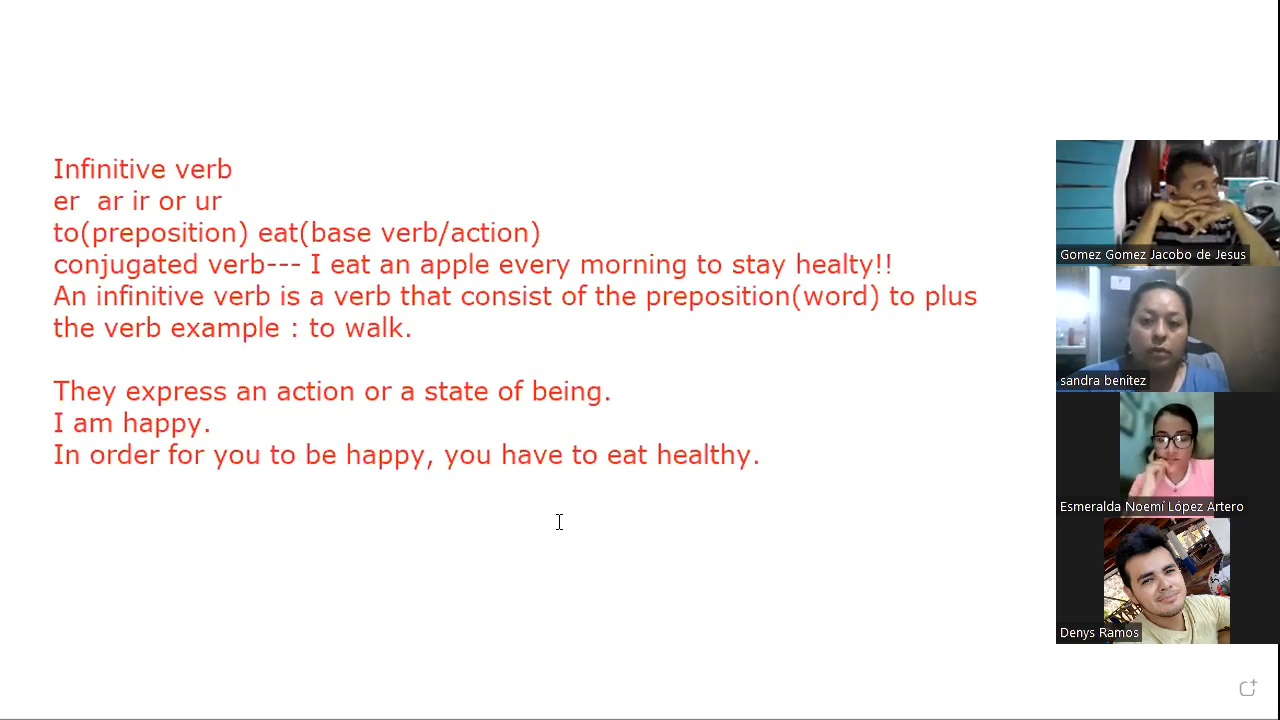 Infinitive verb
er  ar ir or ur
to(preposition) eat(base verb/action)
conjugated verb--- I eat an apple every morning to stay healty!!
An infinitive verb is a verb that consist of the preposition(word) to plus
the verb example : to walk.
They express an action or a state of being.
I am happy.
In order for you to be happy, you have to eat healthy.
Gomez Gomez Jacobo de Jesus
sandra benítez
Esmeralda Noemí López Artero
Denys Ramos